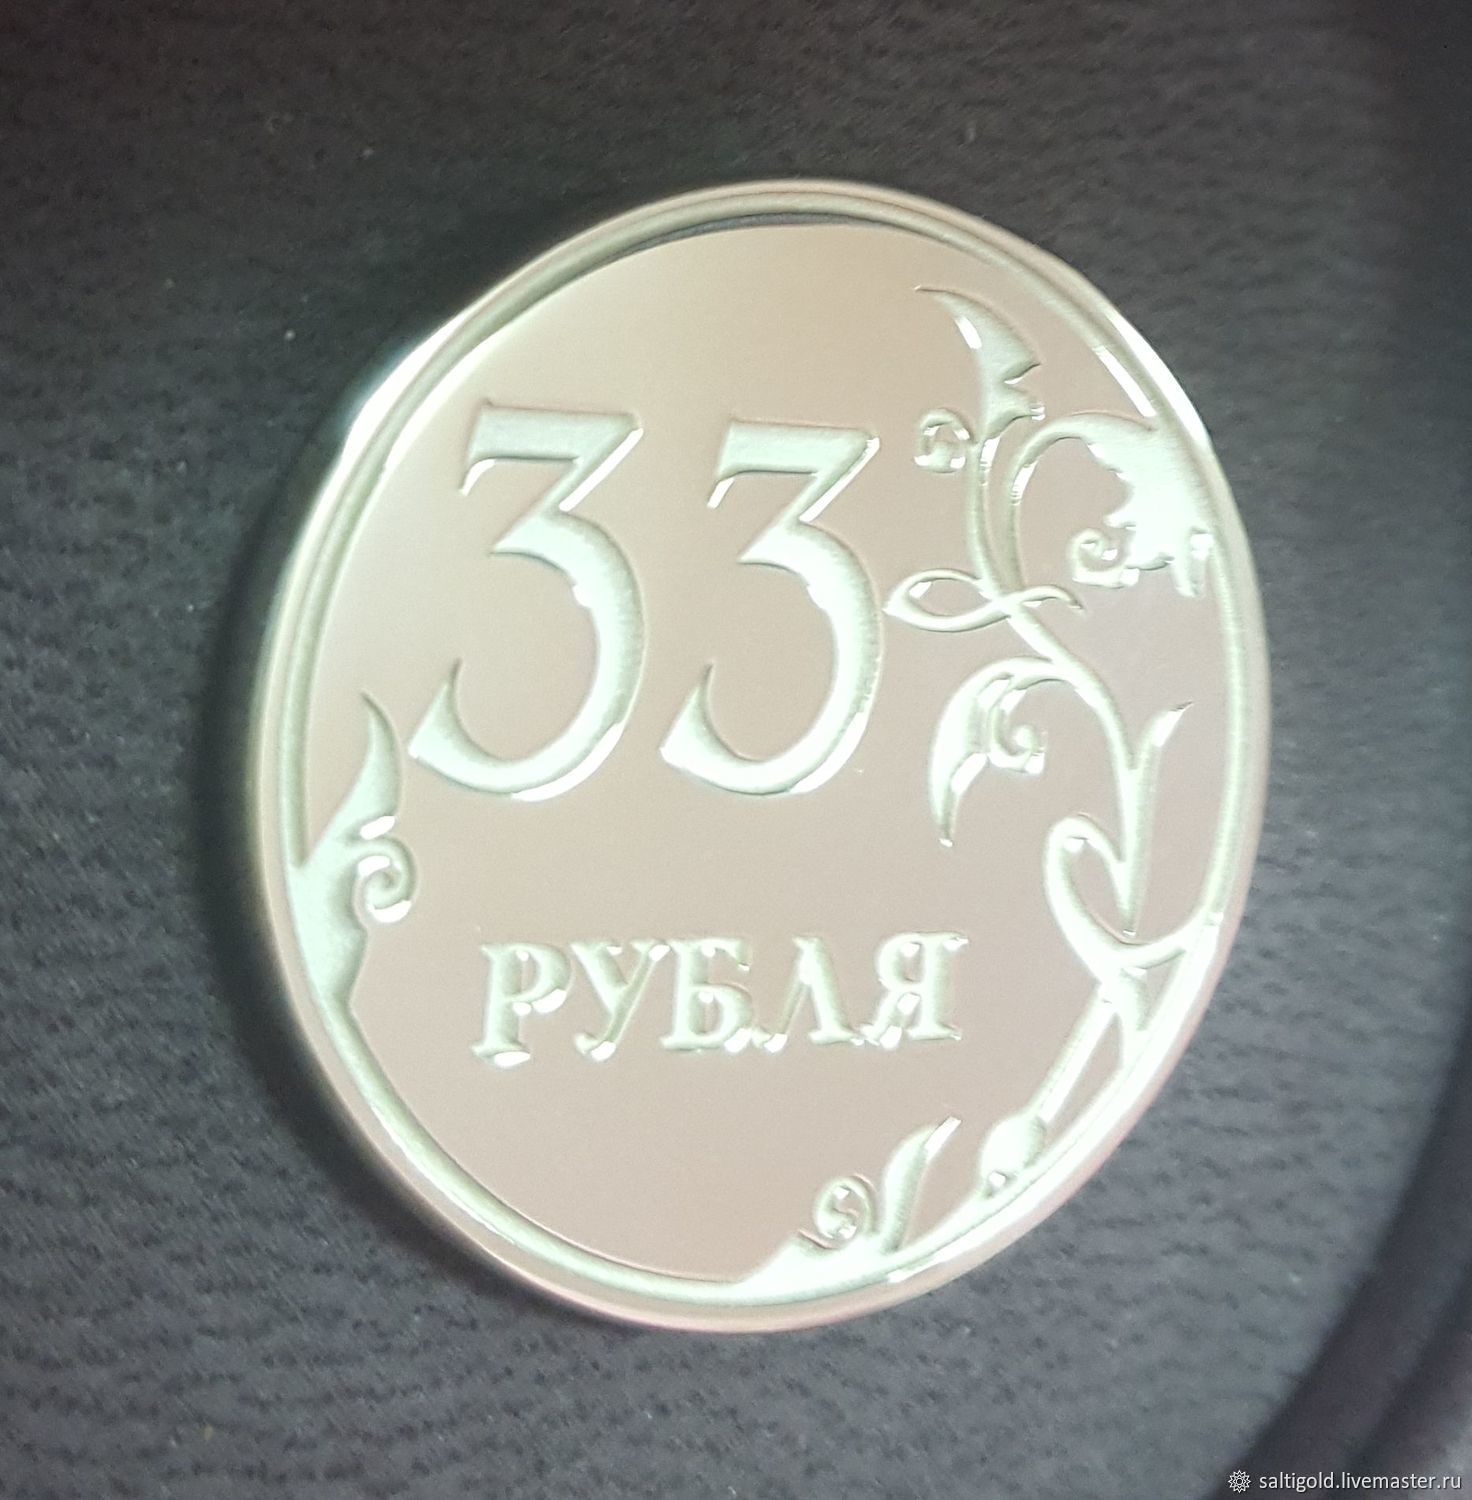 33
РУБЛЯ
saltigold.livemaster.ru